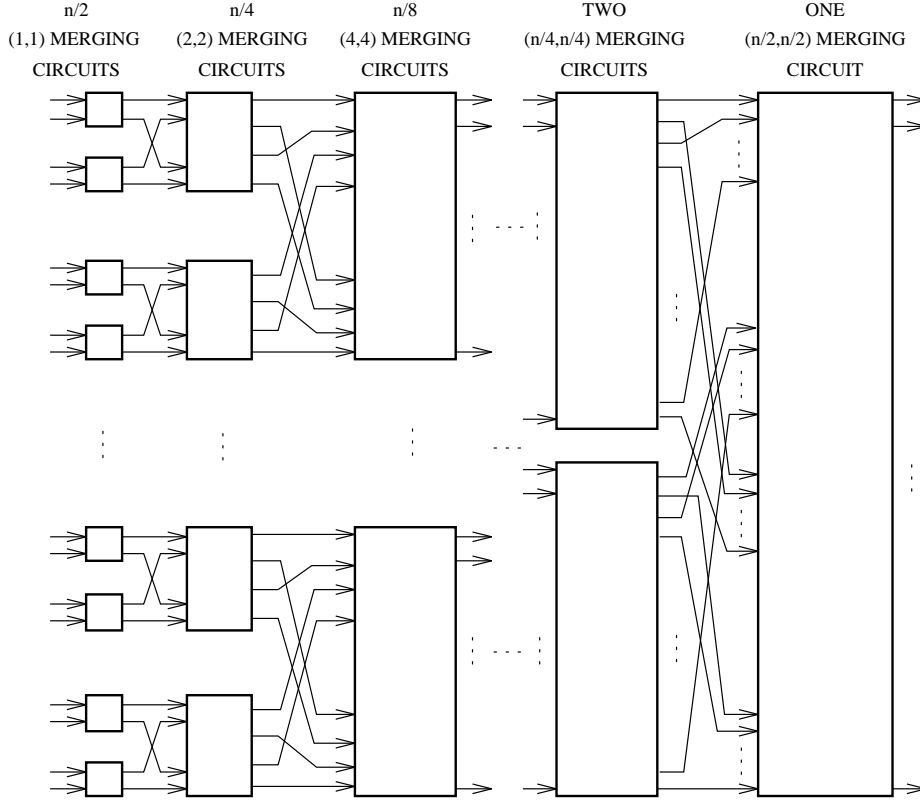 n/2 n/4 n/8 TWO ONE
(1,1) MERGING (2,2) MERGING (4,4) MERGING (n/4,n/4) MERGING (n/2,n/2) MERGING
CIRCUITS CIRCUITS CIRCUITS CIRCUITS CIRCUIT